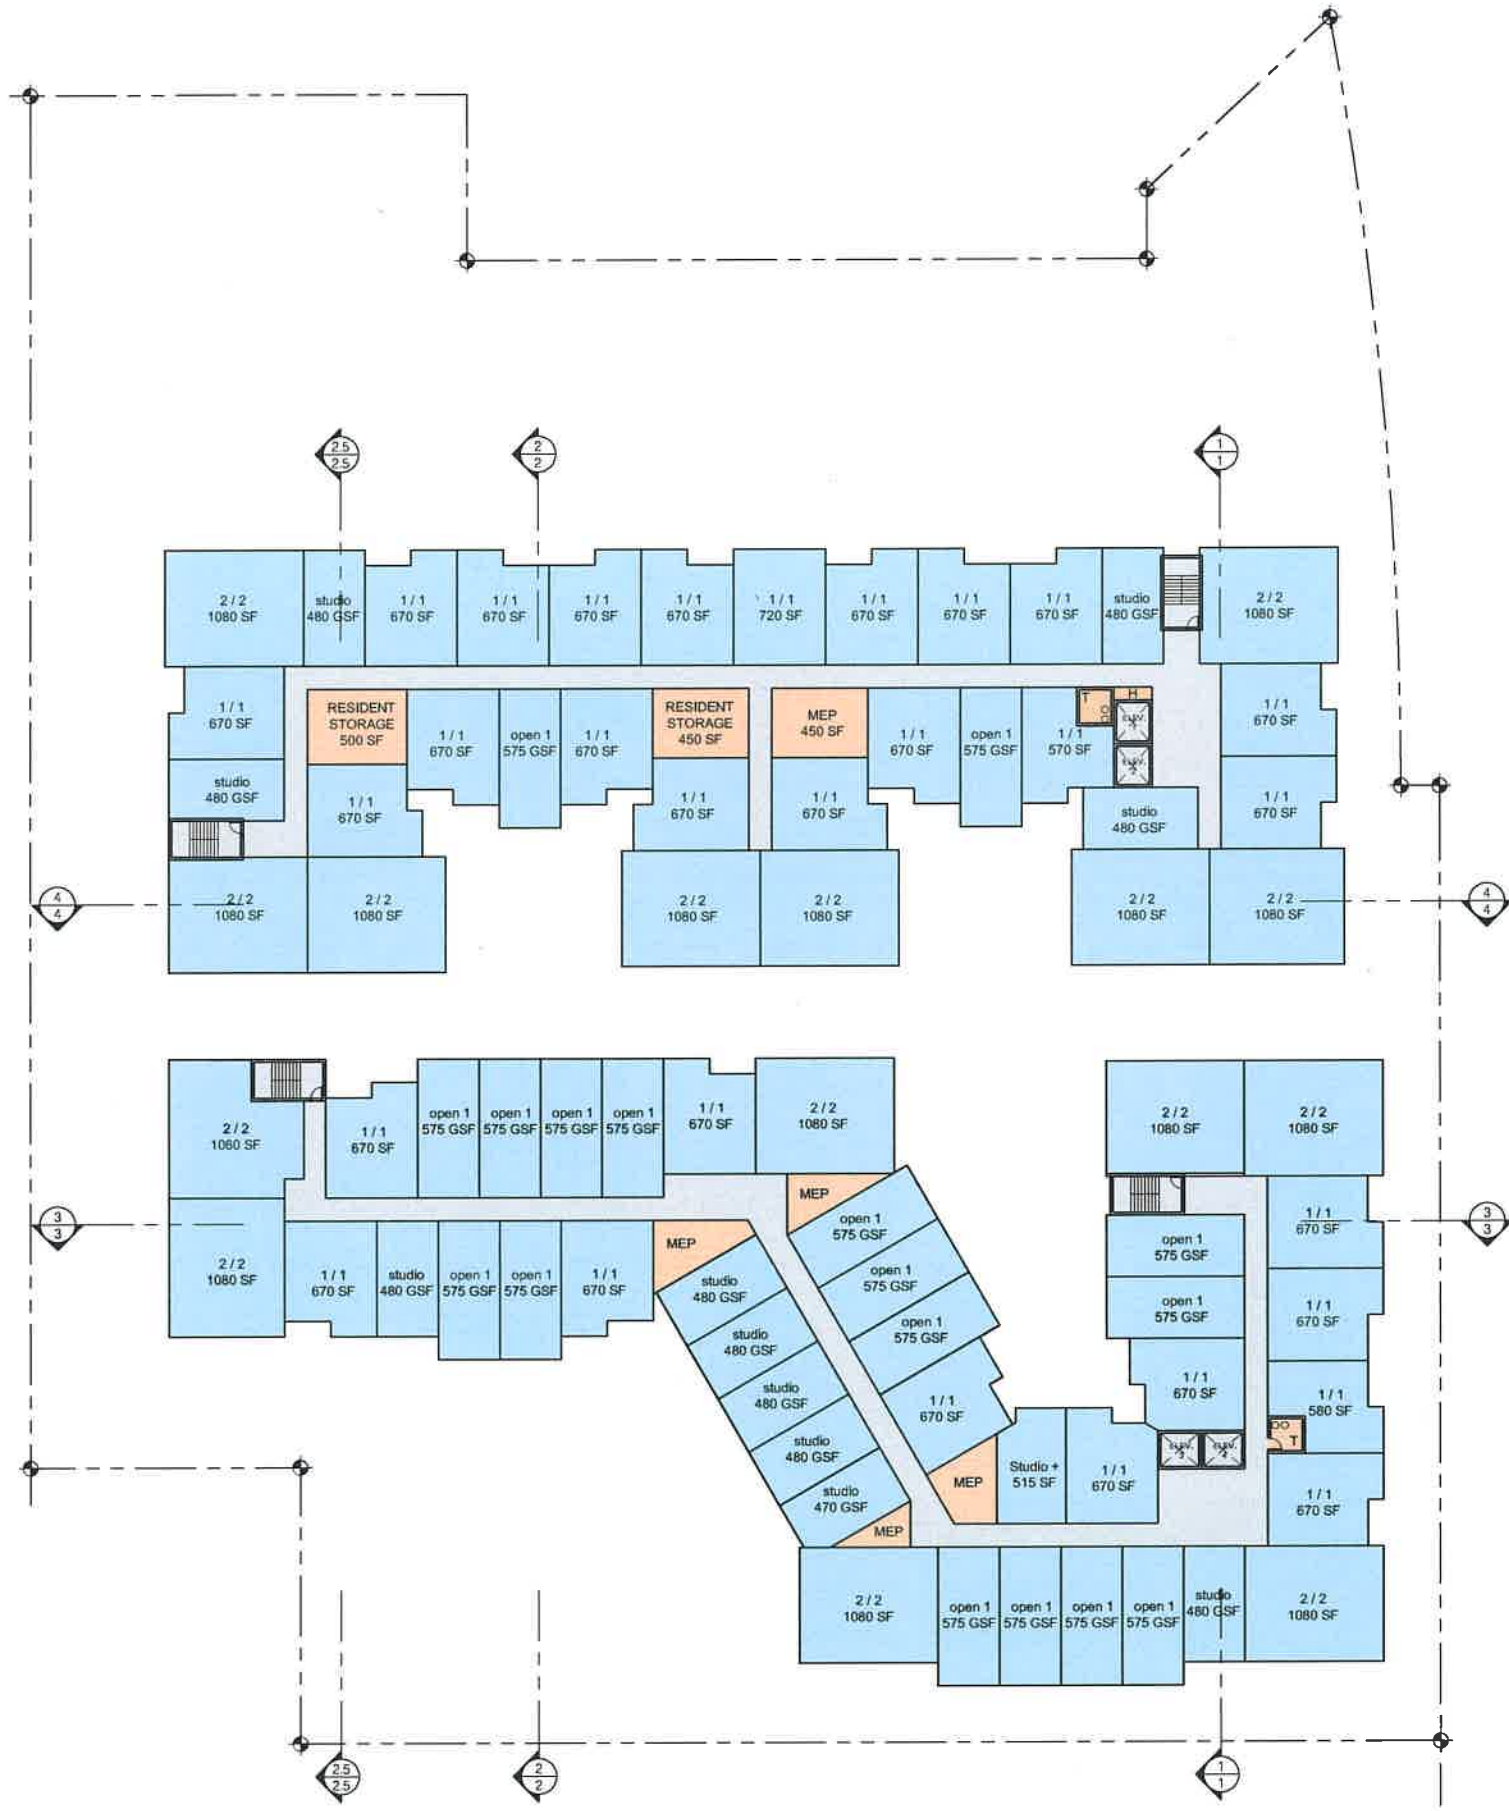 2.5
2.5
2
2
1
1
2 / 2
1080 SF
studio
480 GSF
1 / 1
670 SF
1 / 1
670 SF
1 / 1
670 SF
1 / 1
670 SF
1 / 1
720 SF
1 / 1
670 SF
1 / 1
670 SF
1 / 1
670 SF
studio
480 GSF
2 / 2
1080 SF
1 / 1
670 SF
RESIDENT
STORAGE
500 SF
1 / 1
670 SF
open 1
575 GSF
1 / 1
670 SF
RESIDENT
STORAGE
450 SF
MEP
450 SF
1 / 1
670 SF
open 1
575 GSF
1 / 1
570 SF
T
H
1 / 1
670 SF
studio
480 GSF
1 / 1
670 SF
1 / 1
670 SF
1 / 1
670 SF
studio
480 GSF
1 / 1
670 SF
4
4
2 / 2
1080 SF
2 / 2
1080 SF
2 / 2
1080 SF
2 / 2
1080 SF
2 / 2
1080 SF
2 / 2
1080 SF
4
4
2 / 2
1060 SF
1 / 1
670 SF
open 1
575 GSF
open 1
575 GSF
open 1
575 GSF
open 1
575 GSF
1 / 1
670 SF
2 / 2
1080 SF
2 / 2
1080 SF
2 / 2
1080 SF
3
3
2 / 2
1080 SF
1 / 1
670 SF
studio
480 GSF
open 1
575 GSF
open 1
575 GSF
1 / 1
670 SF
MEP
MEP
open 1
575 GSF
open 1
575 GSF
open 1
575 GSF
1 / 1
670 SF
studio
480 GSF
studio
480 GSF
studio
480 GSF
studio
480 GSF
studio
470 GSF
MEP
MEP
Studio +
515 SF
1 / 1
670 SF
open 1
575 GSF
open 1
575 GSF
1 / 1
670 SF
1 / 1
670 SF
3
3
1 / 1
670 SF
1 / 1
580 SF
T
1 / 1
670 SF
2 / 2
1080 SF
open 1
575 GSF
open 1
575 GSF
open 1
575 GSF
open 1
575 GSF
studio
480 GSF
2 / 2
1080 SF
2.5
2.5
2
2
1
1